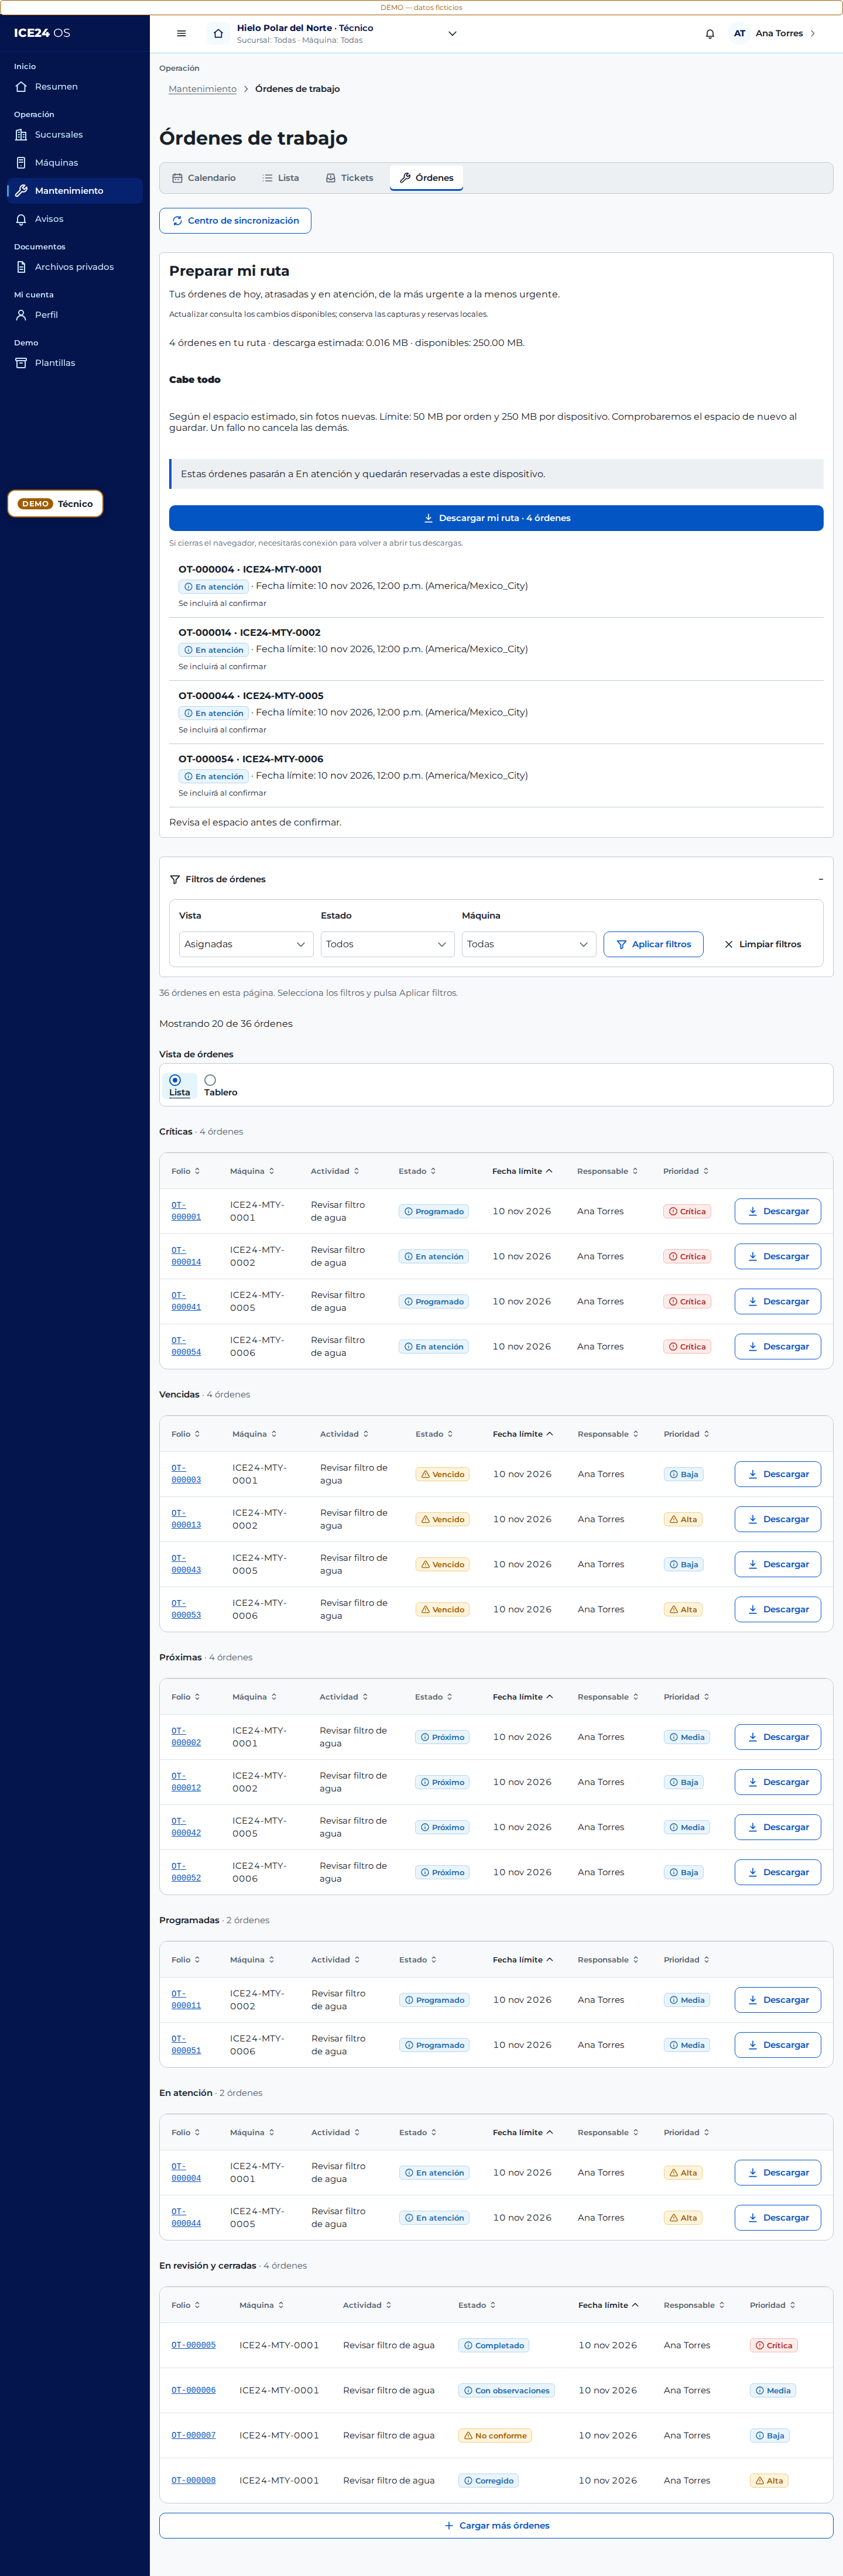 DEMO — datos ficticios
ICE24 OS
Inicio
Resumen
Operación
Sucursales
Máquinas
Mantenimiento
Avisos
Documentos
Archivos privados
Mi cuenta
Perfil
Demo
Plantillas
DEMO Técnico
Hielo Polar del Norte · Técnico
Sucursal: Todas · Máquina: Todas
AT Ana Torres
Operación
Mantenimiento > Órdenes de trabajo
Órdenes de trabajo
Calendario Lista Tickets Órdenes
Centro de sincronización
Preparar mi ruta
Tus órdenes de hoy, atrasadas y en atención, de la más urgente a la menos urgente.
Actualizar consulta los cambios disponibles; conserva las capturas y reservas locales.
4 órdenes en tu ruta · descarga estimada: 0.016 MB · disponibles: 250.00 MB.
Cabe todo
Según el espacio estimado, sin fotos nuevas. Límite: 50 MB por orden y 250 MB por dispositivo. Comprobaremos el espacio de nuevo al
guardar. Un fallo no cancela las demás.
Estas órdenes pasarán a En atención y quedarán reservadas a este dispositivo.
Descargar mi ruta · 4 órdenes
Si cierras el navegador, necesitarás conexión para volver a abrir tus descargas.
OT-000004 · ICE24-MTY-0001
En atención · Fecha límite: 10 nov 2026, 12:00 p.m. (America/Mexico_City)
Se incluirá al confirmar
OT-000014 · ICE24-MTY-0002
En atención · Fecha límite: 10 nov 2026, 12:00 p.m. (America/Mexico_City)
Se incluirá al confirmar
OT-000044 · ICE24-MTY-0005
En atención · Fecha límite: 10 nov 2026, 12:00 p.m. (America/Mexico_City)
Se incluirá al confirmar
OT-000054 · ICE24-MTY-0006
En atención · Fecha límite: 10 nov 2026, 12:00 p.m. (America/Mexico_City)
Se incluirá al confirmar
Revisa el espacio antes de confirmar.
Filtros de órdenes −
Vista Estado Máquina
Asignadas Todos Todas Aplicar filtros Limpiar filtros
36 órdenes en esta página. Selecciona los filtros y pulsa Aplicar filtros.
Mostrando 20 de 36 órdenes
Vista de órdenes
Lista Tablero
Críticas · 4 órdenes
Folio Máquina Actividad Estado Fecha límite Responsable Prioridad
OT-000001 ICE24-MTY-0001 Revisar filtro de agua Programado 10 nov 2026 Ana Torres Crítica Descargar
OT-000014 ICE24-MTY-0002 Revisar filtro de agua En atención 10 nov 2026 Ana Torres Crítica Descargar
OT-000041 ICE24-MTY-0005 Revisar filtro de agua Programado 10 nov 2026 Ana Torres Crítica Descargar
OT-000054 ICE24-MTY-0006 Revisar filtro de agua En atención 10 nov 2026 Ana Torres Crítica Descargar
Vencidas · 4 órdenes
Folio Máquina Actividad Estado Fecha límite Responsable Prioridad
OT-000003 ICE24-MTY-0001 Revisar filtro de agua Vencido 10 nov 2026 Ana Torres Baja Descargar
OT-000013 ICE24-MTY-0002 Revisar filtro de agua Vencido 10 nov 2026 Ana Torres Alta Descargar
OT-000043 ICE24-MTY-0005 Revisar filtro de agua Vencido 10 nov 2026 Ana Torres Baja Descargar
OT-000053 ICE24-MTY-0006 Revisar filtro de agua Vencido 10 nov 2026 Ana Torres Alta Descargar
Próximas · 4 órdenes
Folio Máquina Actividad Estado Fecha límite Responsable Prioridad
OT-000002 ICE24-MTY-0001 Revisar filtro de agua Próximo 10 nov 2026 Ana Torres Media Descargar
OT-000012 ICE24-MTY-0002 Revisar filtro de agua Próximo 10 nov 2026 Ana Torres Baja Descargar
OT-000042 ICE24-MTY-0005 Revisar filtro de agua Próximo 10 nov 2026 Ana Torres Media Descargar
OT-000052 ICE24-MTY-0006 Revisar filtro de agua Próximo 10 nov 2026 Ana Torres Baja Descargar
Programadas · 2 órdenes
Folio Máquina Actividad Estado Fecha límite Responsable Prioridad
OT-000011 ICE24-MTY-0002 Revisar filtro de agua Programado 10 nov 2026 Ana Torres Media Descargar
OT-000051 ICE24-MTY-0006 Revisar filtro de agua Programado 10 nov 2026 Ana Torres Media Descargar
En atención · 2 órdenes
Folio Máquina Actividad Estado Fecha límite Responsable Prioridad
OT-000004 ICE24-MTY-0001 Revisar filtro de agua En atención 10 nov 2026 Ana Torres Alta Descargar
OT-000044 ICE24-MTY-0005 Revisar filtro de agua En atención 10 nov 2026 Ana Torres Alta Descargar
En revisión y cerradas · 4 órdenes
Folio Máquina Actividad Estado Fecha límite Responsable Prioridad
OT-000005 ICE24-MTY-0001 Revisar filtro de agua Completado 10 nov 2026 Ana Torres Crítica
OT-000006 ICE24-MTY-0001 Revisar filtro de agua Con observaciones 10 nov 2026 Ana Torres Media
OT-000007 ICE24-MTY-0001 Revisar filtro de agua No conforme 10 nov 2026 Ana Torres Baja
OT-000008 ICE24-MTY-0001 Revisar filtro de agua Corregido 10 nov 2026 Ana Torres Alta
Cargar más órdenes